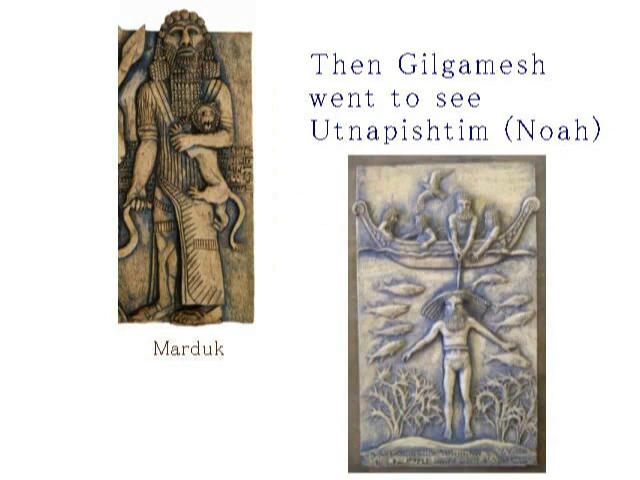 Then Gilgamesh
went to see
Utnapishtim (Noah)
Marduk